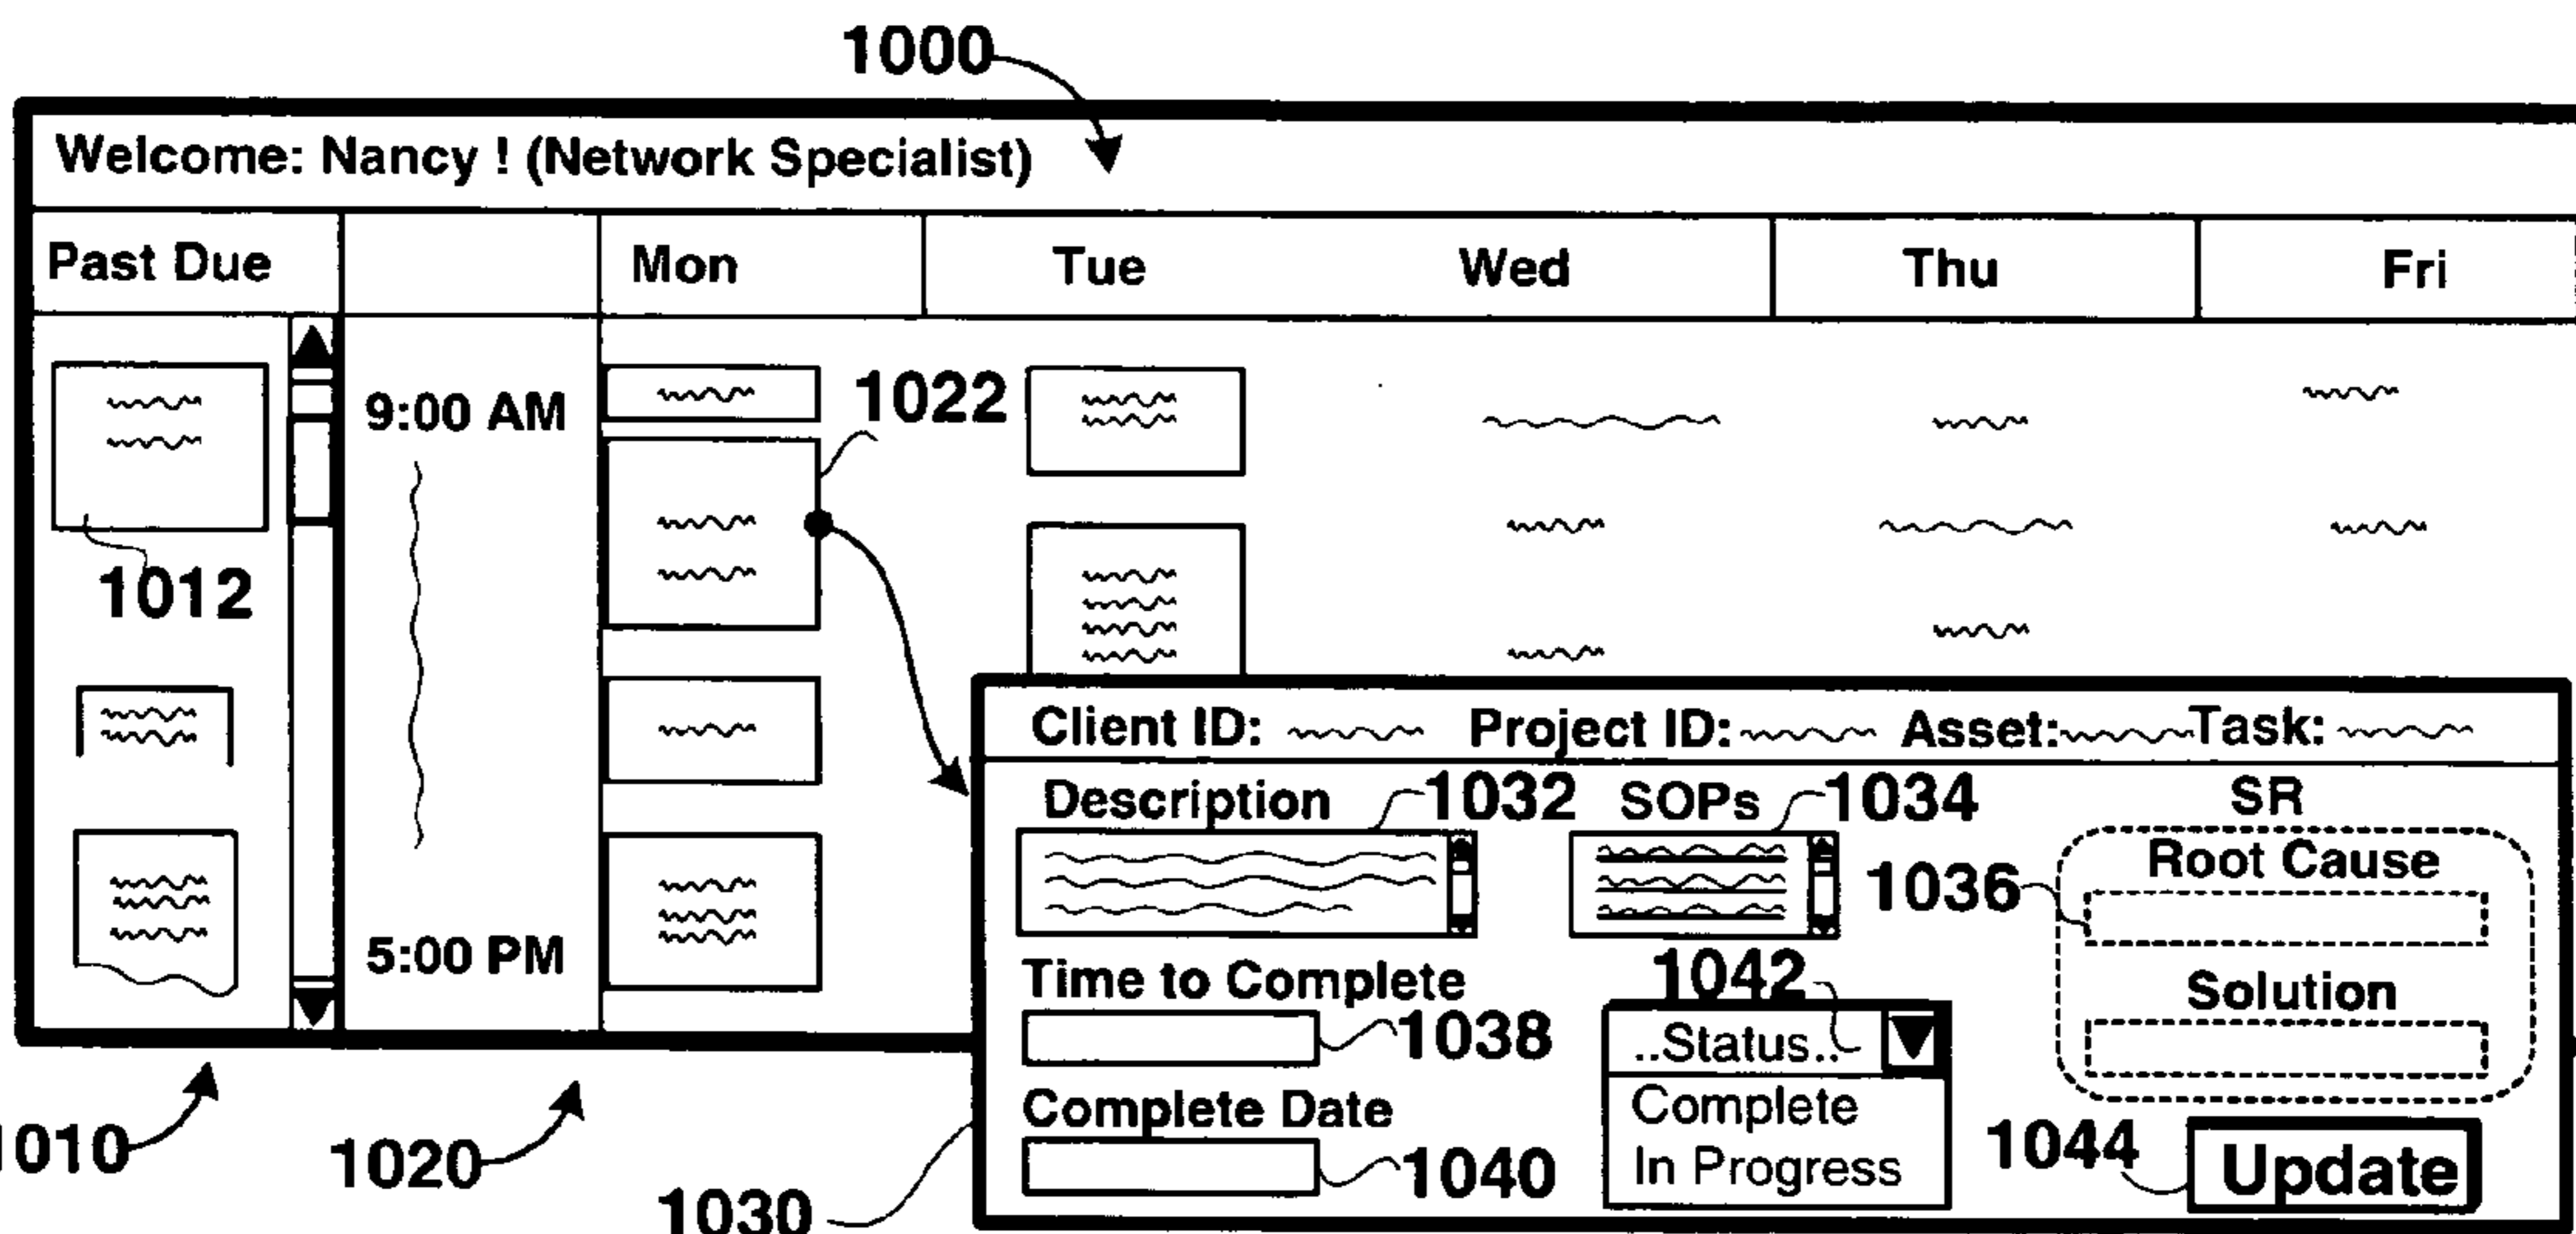 1000
Welcome: Nancy ! (Network Specialist)
Past Due Mon Tue Wed Thu Fri
9:00 AM
1022
1012
Client ID: Project ID: Asset: Task:
Description 1032 SOPs 1034 SR
Root Cause
1036
5:00 PM
Time to Complete 1042 Solution
1038
..Status..
Complete Date Complete
1010 1020 1040 In Progress 1044 Update
1030